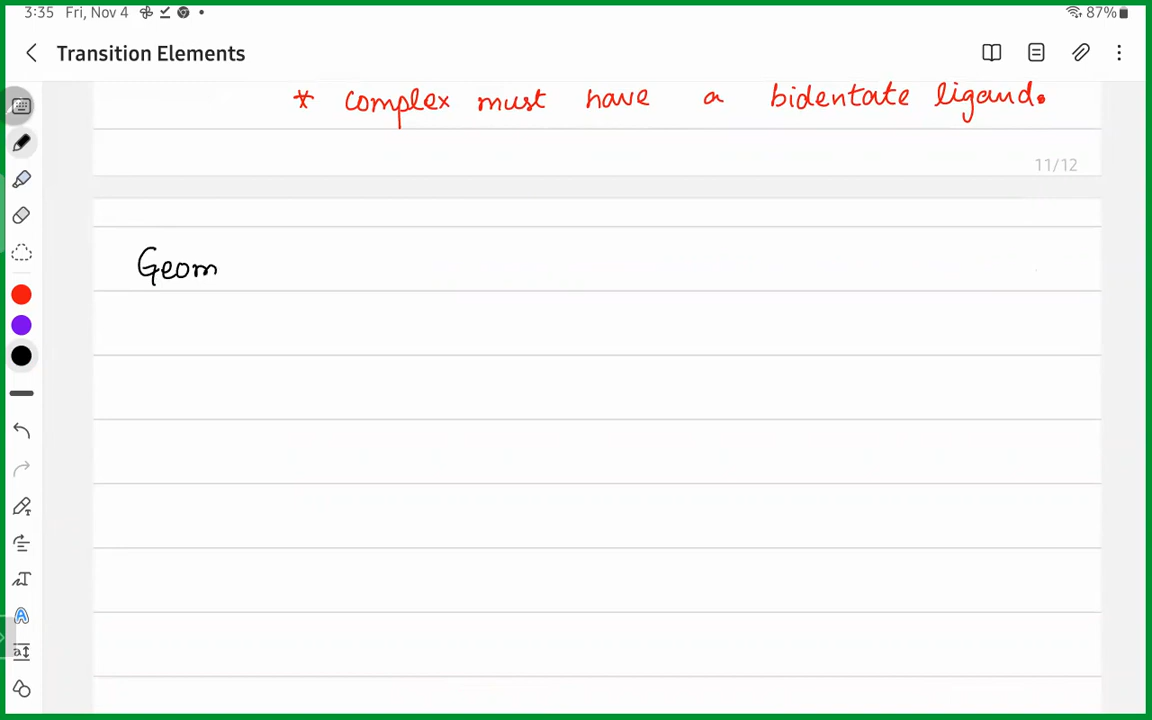 3:35 Fri, Nov 4 87%
Transition Elements
* complex must have a bidentate ligand.
11/12
Geom